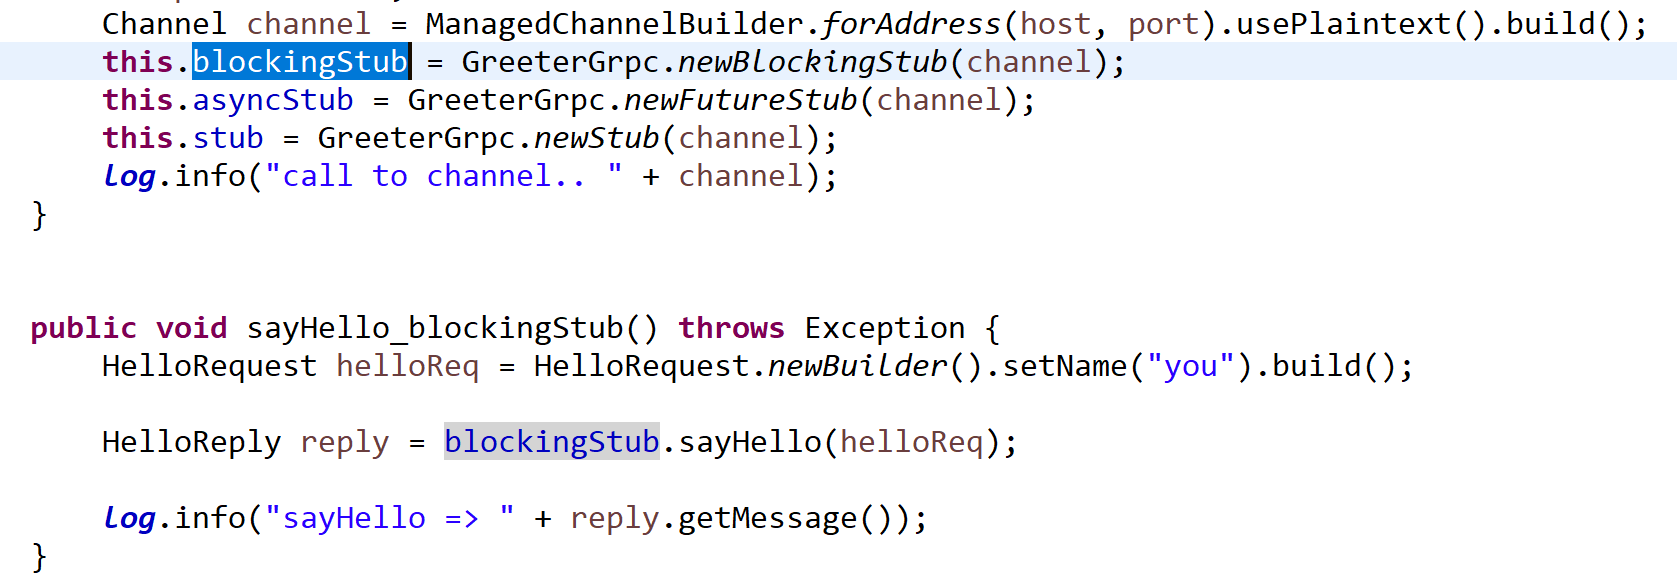 Channel channel = ManagedChannelBuilder.forAddress(host, port).usePlaintext().build();
this.blockingStub = GreeterGrpc.newBlockingStub(channel);
this.asyncStub = GreeterGrpc.newFutureStub(channel);
this.stub = GreeterGrpc.newStub(channel);
log.info("call to channel.. " + channel);
}
public void sayHello_blockingStub() throws Exception {
HelloRequest helloReq = HelloRequest.newBuilder().setName("you").build();
HelloReply reply = blockingStub.sayHello(helloReq);
log.info("sayHello => " + reply.getMessage());
}